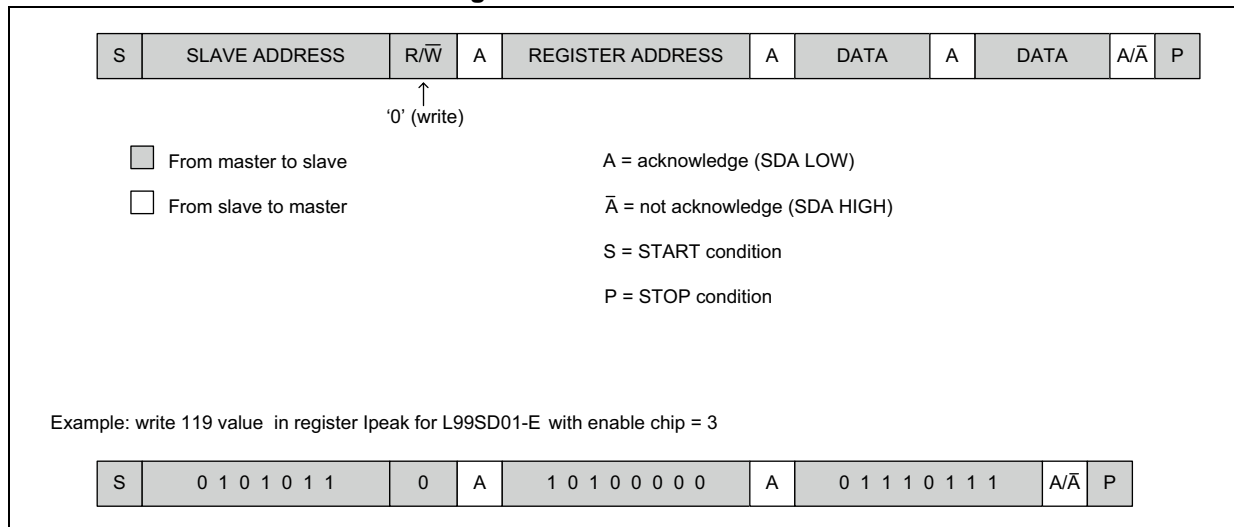 S SLAVE ADDRESS R/W̅ A REGISTER ADDRESS A DATA A DATA A/A̅ P
‘0’ (write)
From master to slave
A = acknowledge (SDA LOW)
From slave to master
A̅ = not acknowledge (SDA HIGH)
S = START condition
P = STOP condition
Example: write 119 value in register Ipeak for L99SD01-E with enable chip = 3
S 0 1 0 1 0 1 1 0 A 1 0 1 0 0 0 0 0 A 0 1 1 1 0 1 1 1 A/A̅ P